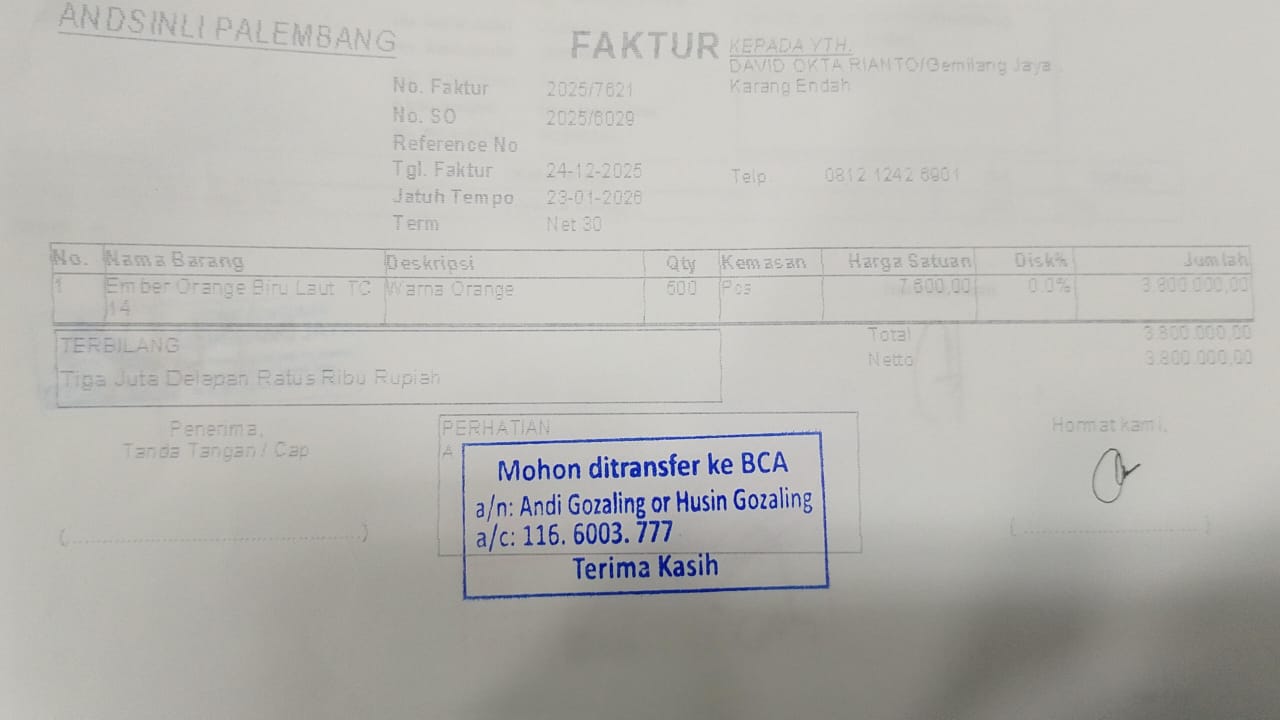 ANDSINLI PALEMBANG
FAKTUR
KEPADA YTH.
DAVID OKTA RIANTO/Gemilang Jaya
Karang Endah
No. Faktur 2025/7621
No. SO 2025/6029
Reference No
Tgl. Faktur 24-12-2025
Jatuh Tempo 23-01-2026
Term Net 30
Telp 0812 1242 6901
No. Nama Barang Deskripsi Qty Kemasan Harga Satuan Disk% Jumlah
1 Ember Orange Biru Laut TC Warna Orange 500 Pcs 7.600,00 0.0% 3.800.000,00
14
Total 3.800.000,00
Netto 3.800.000,00
TERBILANG
Tiga Juta Delapan Ratus Ribu Rupiah
Penerima,
Tanda Tangan / Cap
PERHATIAN
A
Mohon ditransfer ke BCA
a/n: Andi Gozaling or Husin Gozaling
a/c: 116. 6003. 777
Terima Kasih
Hormat kami,